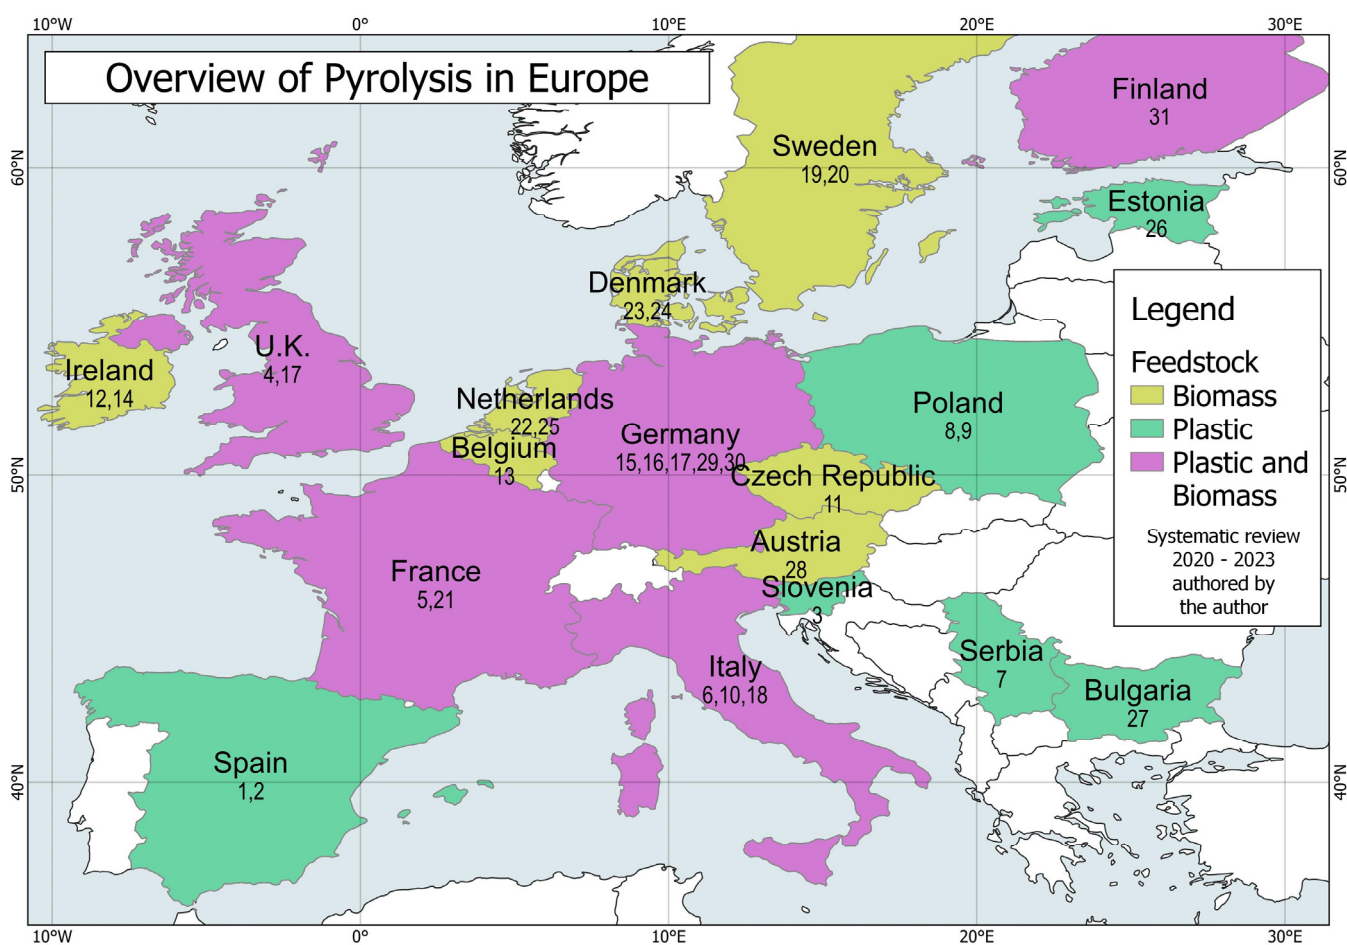 10°W 0° 10°E 20°E 30°E
Overview of Pyrolysis in Europe
Finland
31
Sweden
19,20
60°N 60°N
Estonia
26
Denmark
23,24
Legend
Feedstock
Biomass
Plastic
Plastic and
Biomass
Systematic review
2020 - 2023
authored by
the author
U.K.
4,17
Ireland
12,14
Netherlands
22,25
Belgium
13
Germany
15,16,17,29,30
Poland
8,9
50°N 50°N
Czech Republic
11
Austria
28
Slovenia
3
France
5,21
Italy
6,10,18
Serbia
7
Bulgaria
27
Spain
1,2
40°N 40°N
10°W 0° 10°E 20°E 30°E